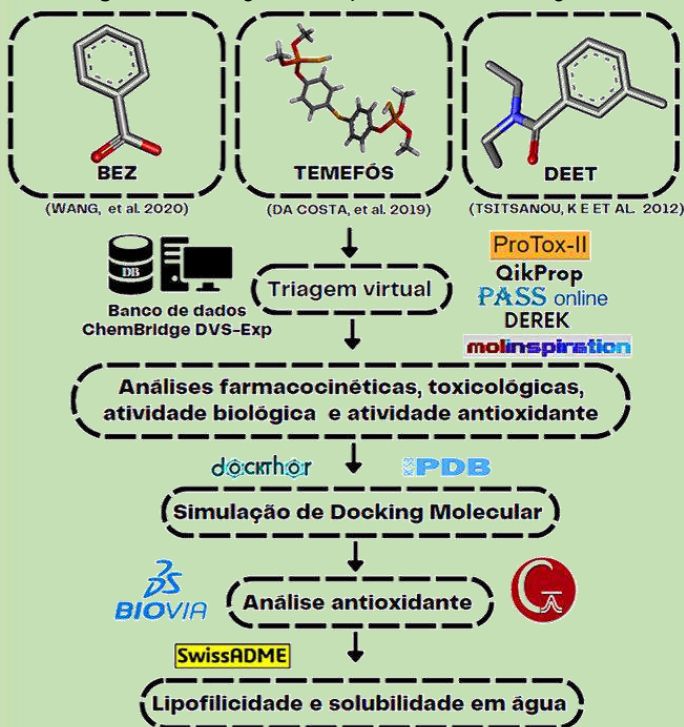 BEZ
TEMEFÓS
DEET
(WANG, et al. 2020)
(DA COSTA, et al. 2019)
(TSITSANOU, K E ET AL. 2012)
DB
Banco de dados
ChemBridge DVS-Exp
Triagem virtual
ProTox-II
QikProp
PASS online
DEREK
molinspiration
Análises farmacocinéticas, toxicológicas,
atividade biológica e atividade antioxidante
dockthor
PDB
Simulação de Docking Molecular
DS
BIOVIA
Análise antioxidante
SwissADME
Lipofilicidade e solubilidade em água